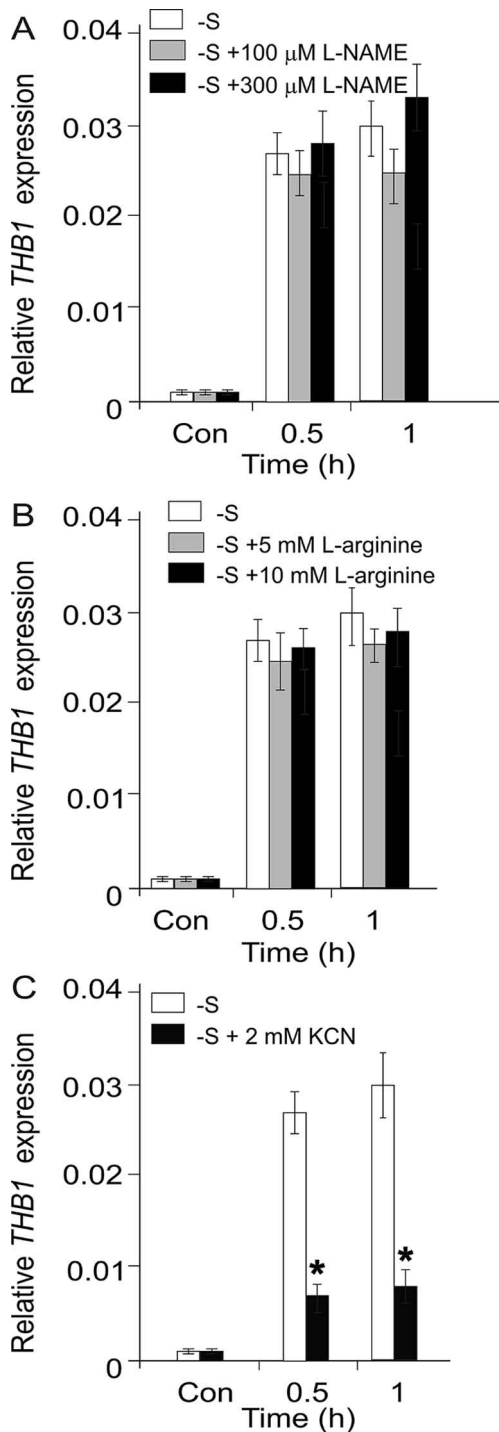 A
-S
-S +100 μM L-NAME
-S +300 μM L-NAME
Relative THB1 expression
0.04
0.03
0.02
0.01
0
Con 0.5 1
Time (h)
B
-S
-S +5 mM L-arginine
-S +10 mM L-arginine
Relative THB1 expression
0.04
0.03
0.02
0.01
0
Con 0.5 1
Time (h)
C
-S
-S + 2 mM KCN
Relative THB1 expression
0.04
0.03
0.02
0.01
0
* *
Con 0.5 1
Time (h)